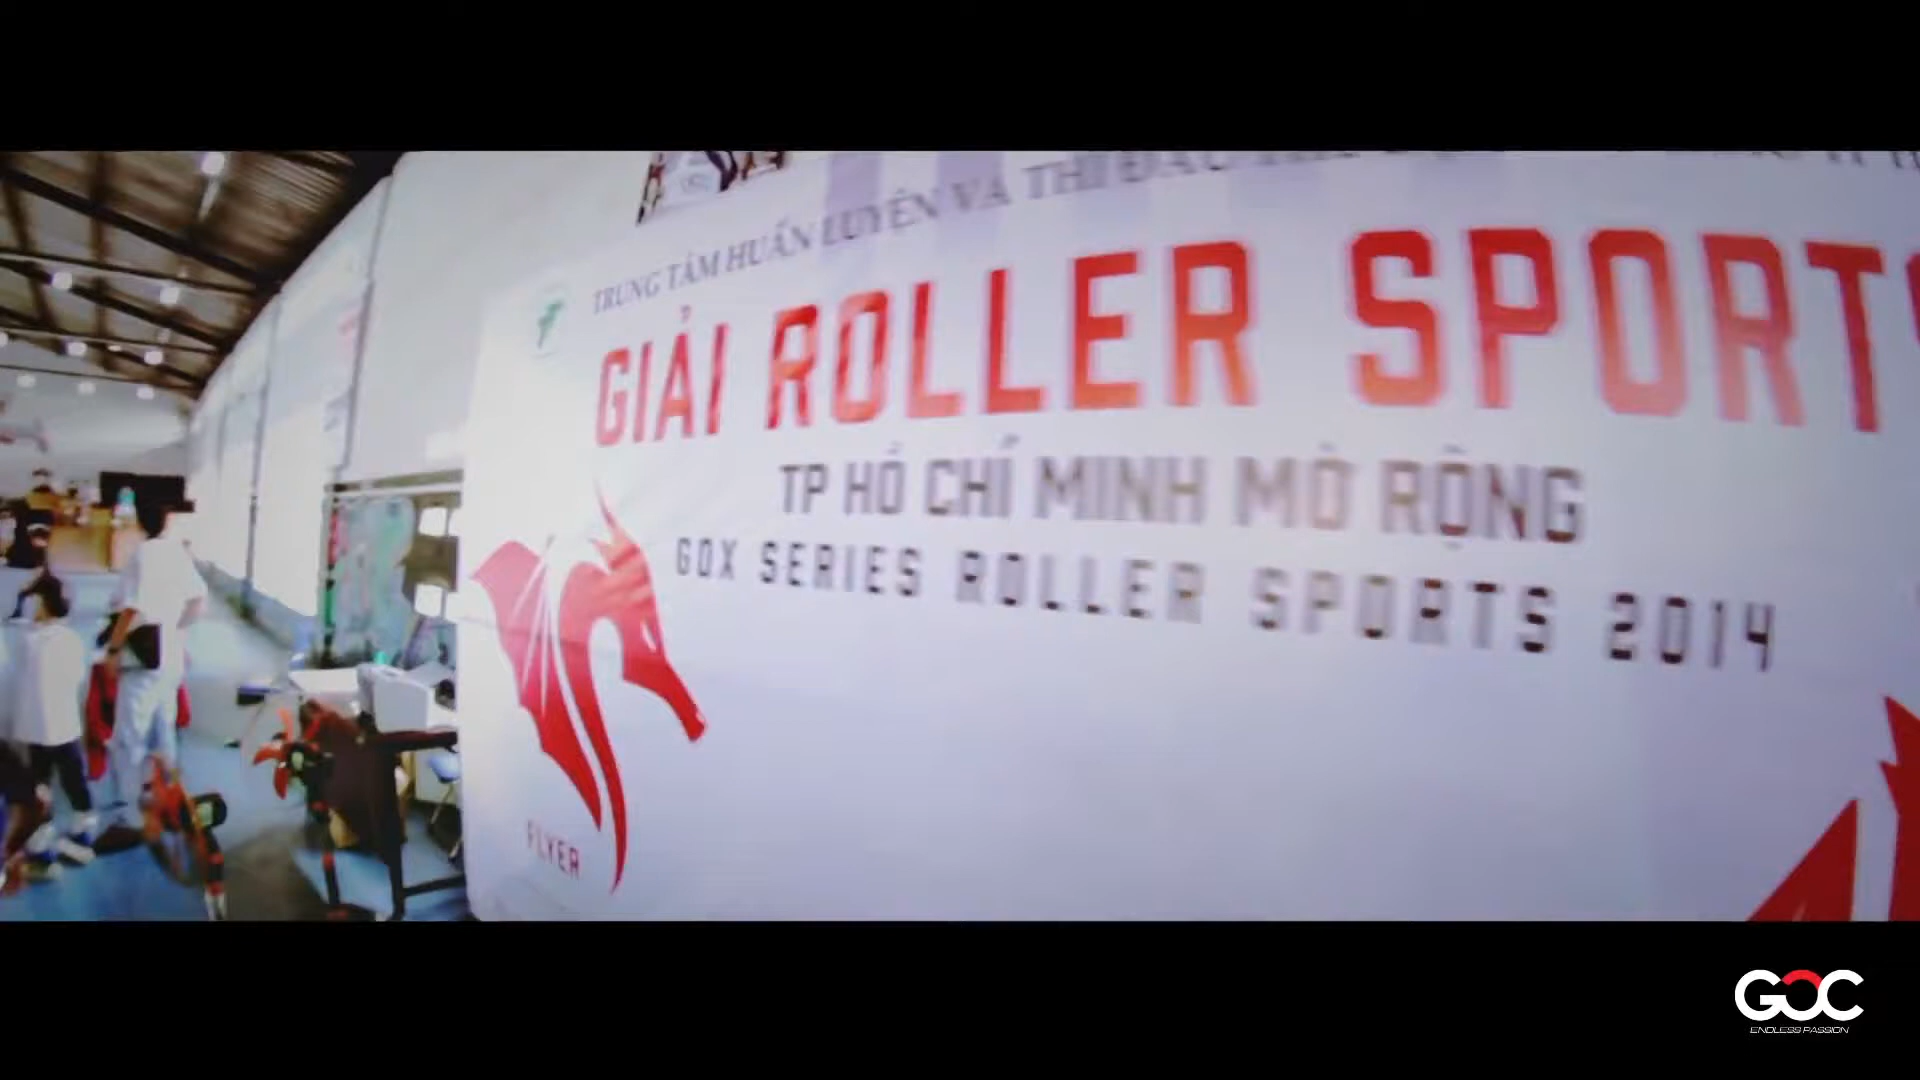 TRUNG TÂM HUẤN LUYỆN VÀ THI ĐẤU
GIẢI ROLLER SPORTS
TP HỒ CHÍ MINH MỞ RỘNG
GOX SERIES ROLLER SPORTS 2014
FLYER
GOC
ENDLESS PASSION